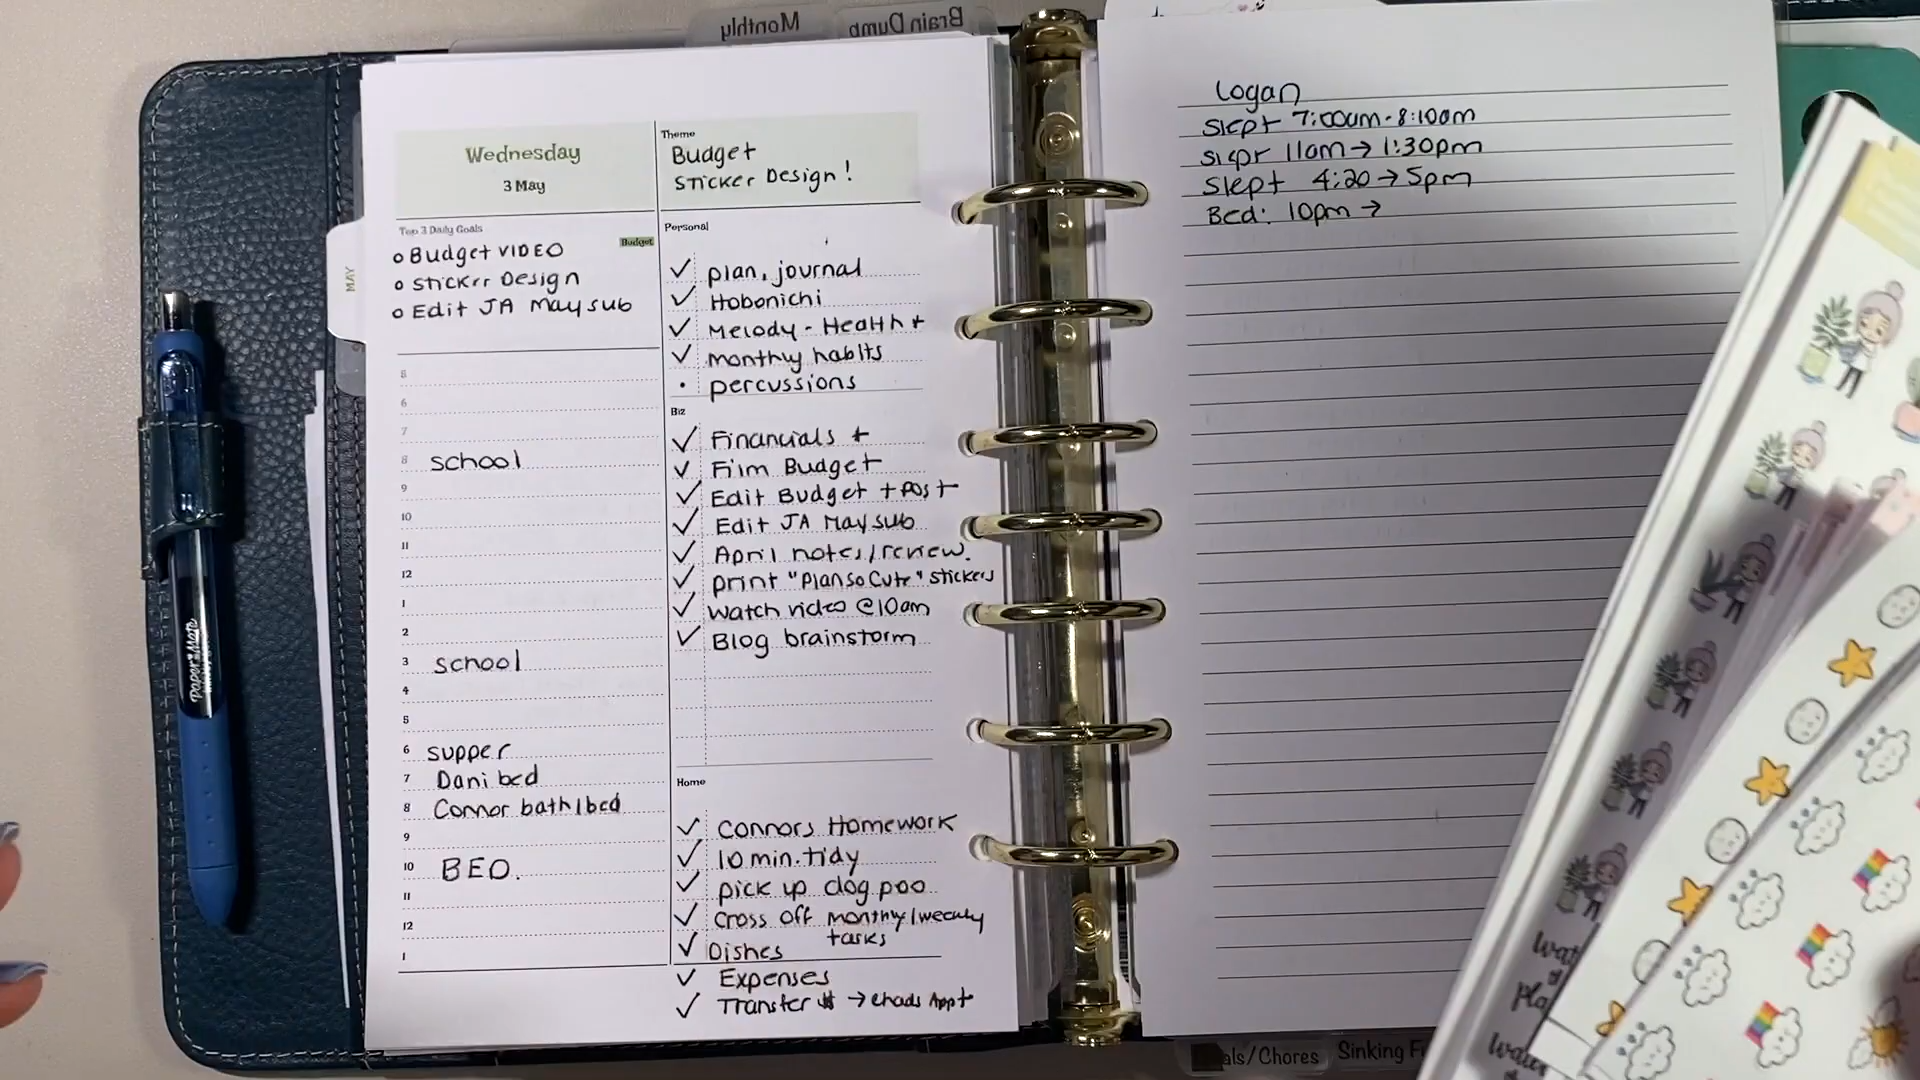 Monthly
Brain Dump
Wednesday
3 May
Theme
Budget
Sticker Design!
Top 3 Daily Goals
Budget
o Budget VIDEO
o Sticker Design
o Edit JA May sub
MAY
6
7
8 school
9
10
11
12
1
2
3 school
4
5
6 supper
7 Dani bed
8 Connor bath/bed
9
10 BED.
11
12
1
Personal
✓ plan, journal
✓ Hobonichi
✓ Melody - Health +
✓ monthly habits
• percussions
Biz
✓ Financials +
✓ Film Budget
✓ Edit Budget + post
✓ Edit JA May sub
✓ April notes/review.
✓ print "Plan so Cute" stickers
✓ Watch video @10am
✓ Blog brainstorm
Home
✓ Connors Homework
✓ 10 min. tidy
✓ pick up dog poo
✓ Cross off monthly/weekly
tasks
✓ Dishes
✓ Expenses
✓ Transfer $ → Chads Appt
Logan
Slept 7:00am - 8:10am
slept 11am → 1:30pm
Slept 4:20 → 5pm
Bed: 10pm →
Paper Mate
als/Chores
Sinking F